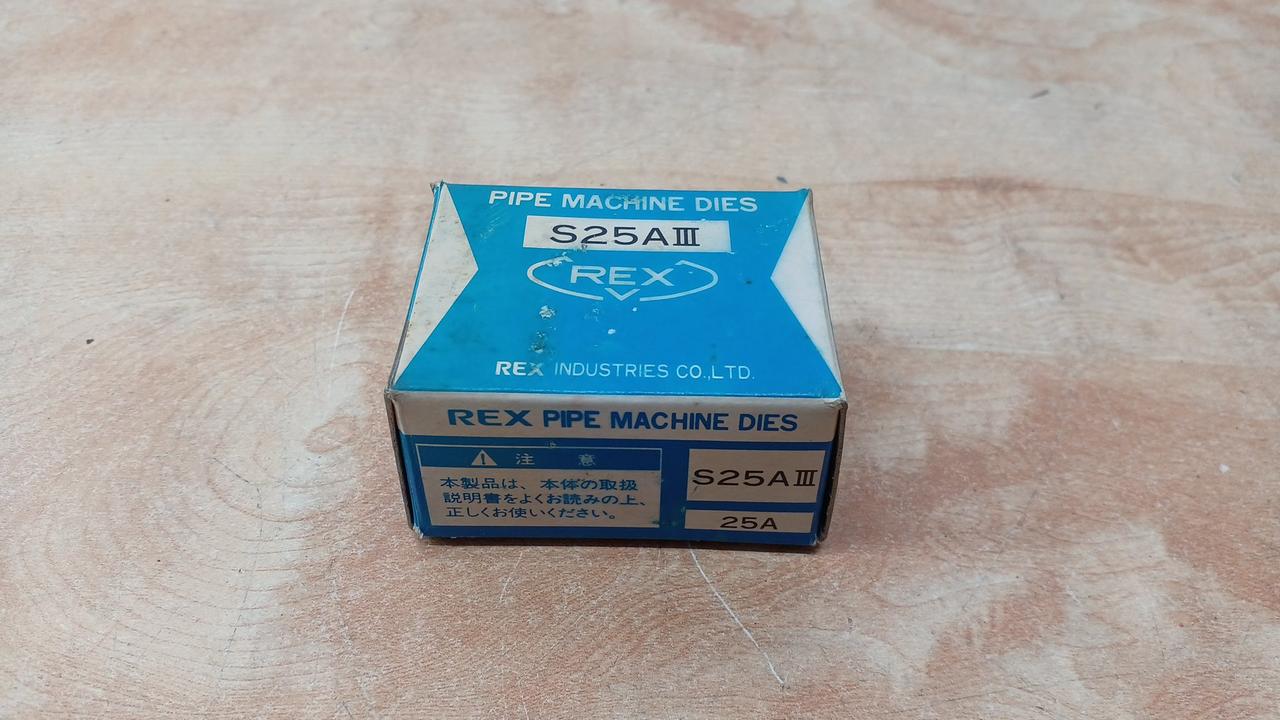 PIPE MACHINE DIES
S25AⅢ
REX
REX INDUSTRIES CO.,LTD.
REX PIPE MACHINE DIES
注 意
本製品は、本体の取扱
説明書をよくお読みの上、
正しくお使いください。
S25AⅢ
25A